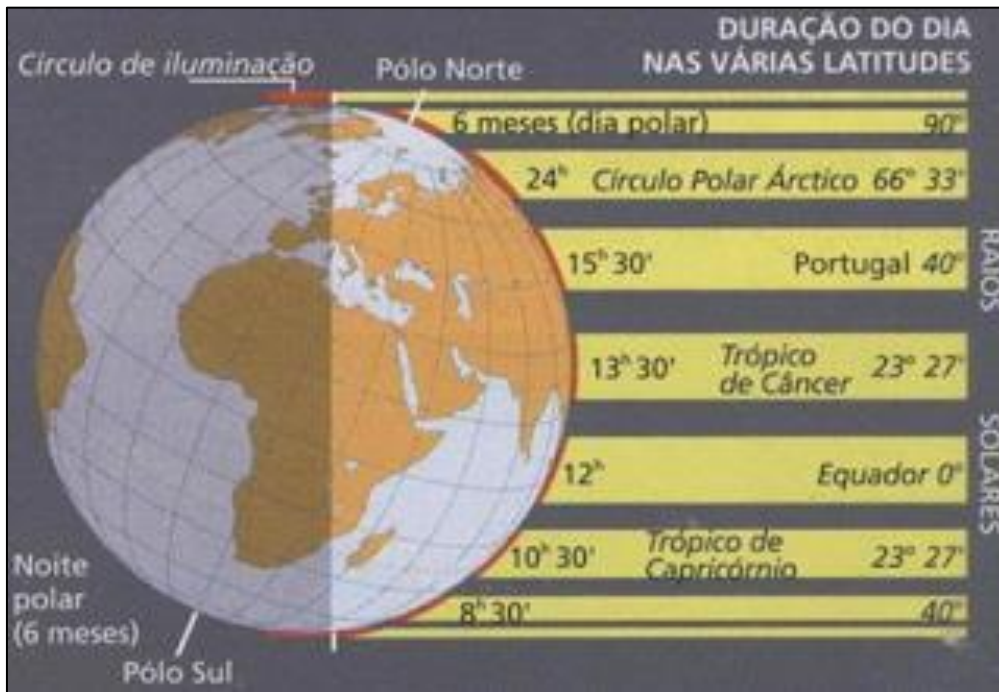 DURAÇÃO DO DIA
NAS VÁRIAS LATITUDES
Círculo de iluminação
Pólo Norte
6 meses (dia polar) 90°
24ʰ Círculo Polar Árctico 66° 33'
15ʰ 30' Portugal 40°
13ʰ 30' Trópico de Câncer 23° 27'
12ʰ Equador 0°
10ʰ 30' Trópico de Capricórnio 23° 27'
8ʰ 30' 40°
RAIOS SOLARES
Noite
polar
(6 meses)
Pólo Sul